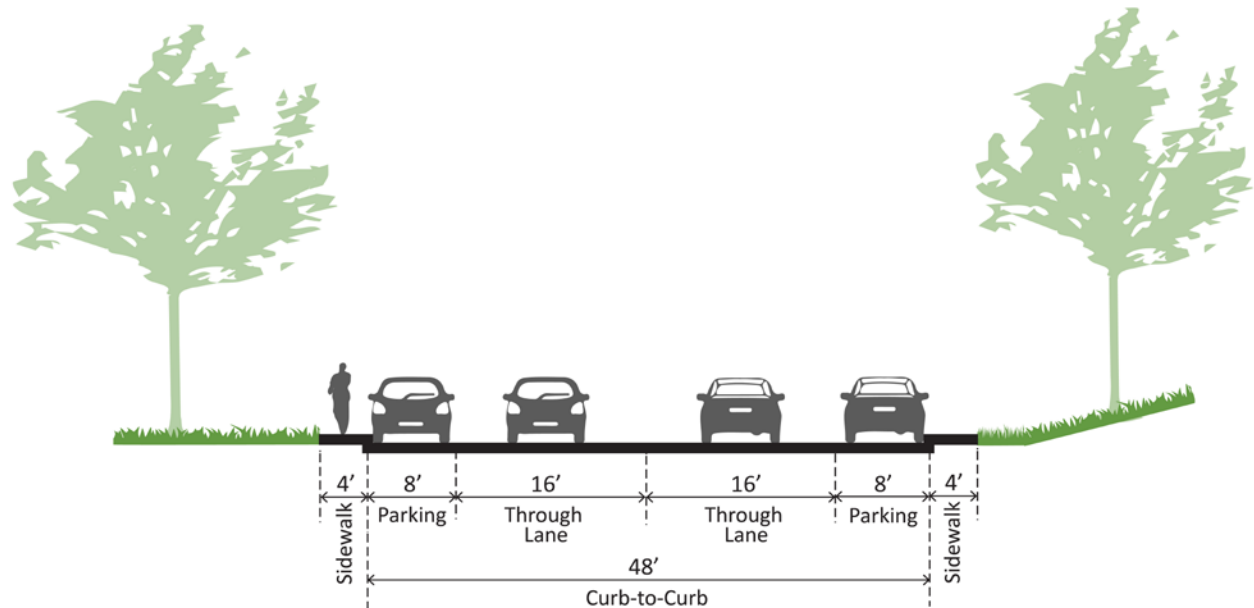 4’ 8’ 16’ 16’ 8’ 4’
Sidewalk Parking Through Lane Through Lane Parking Sidewalk
48’
Curb-to-Curb